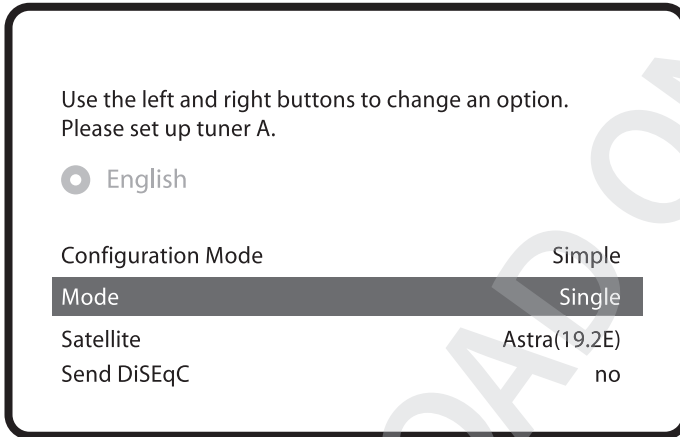 Use the left and right buttons to change an option.
Please set up tuner A.
English
Configuration Mode Simple
Mode Single
Satellite Astra(19.2E)
Send DiSEqC no